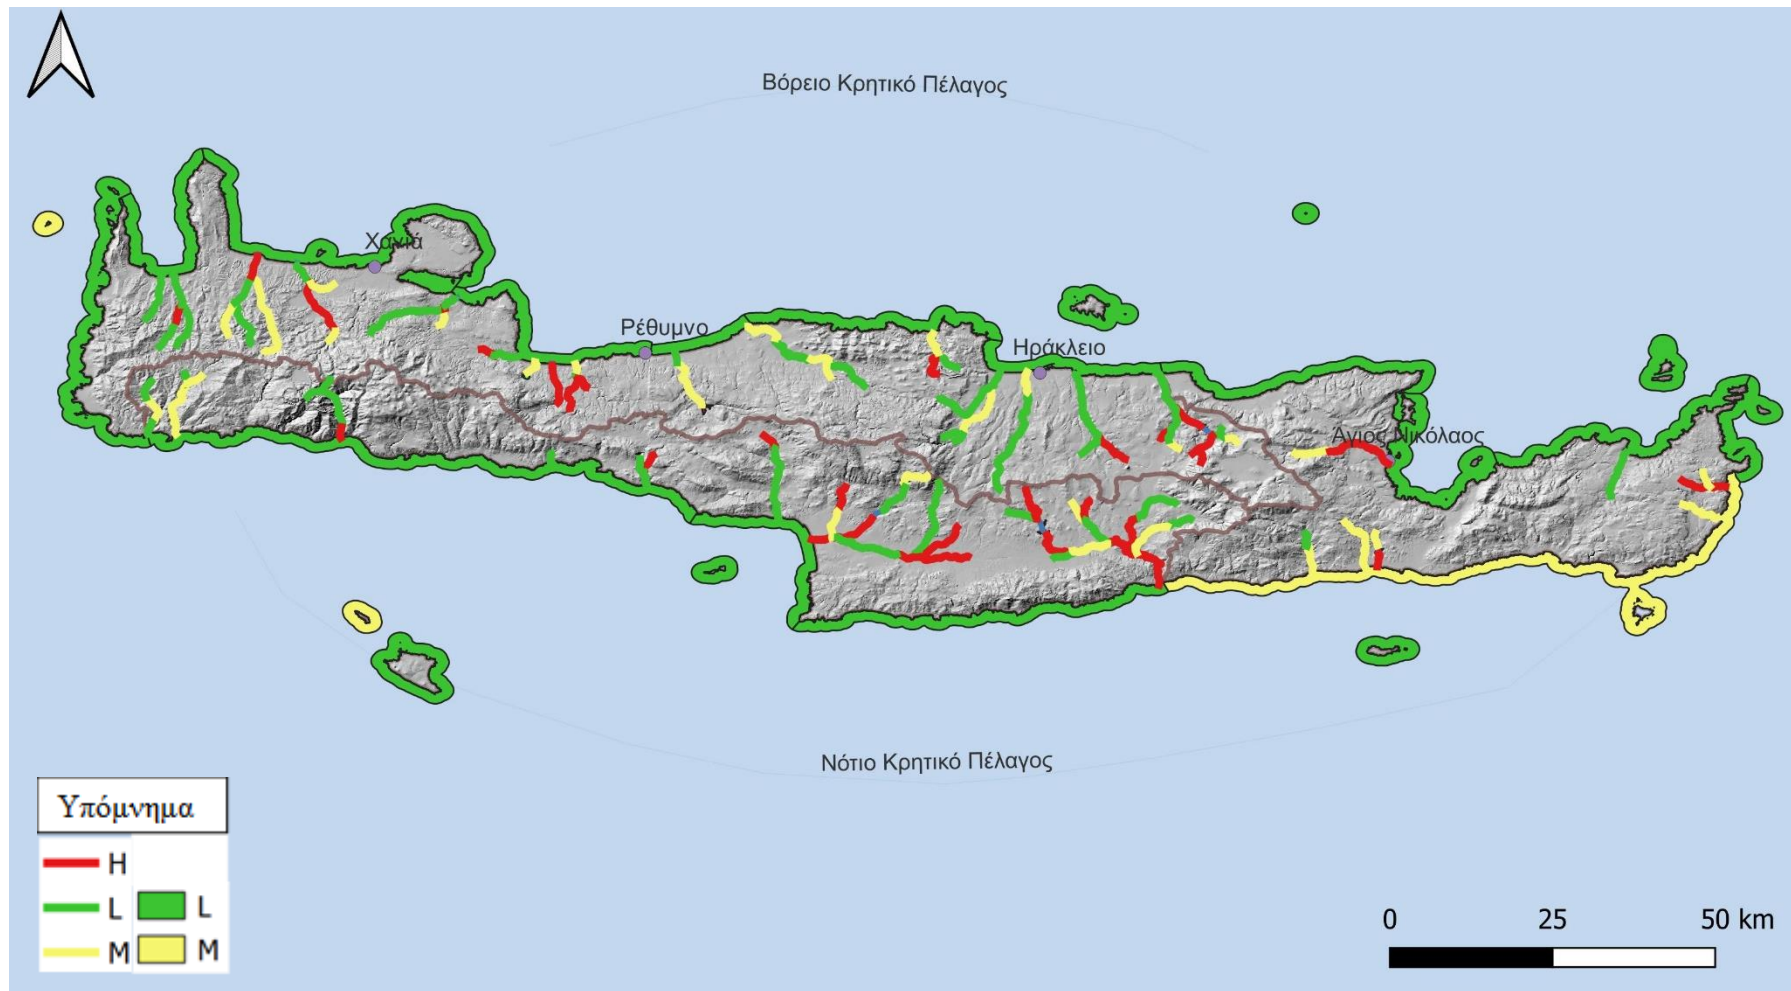 Βόρειο Κρητικό Πέλαγος
Χανιά
Ρέθυμνο
Ηράκλειο
Άγιος Νικόλαος
Νότιο Κρητικό Πέλαγος
Υπόμνημα
H
L L
M M
0 25 50 km